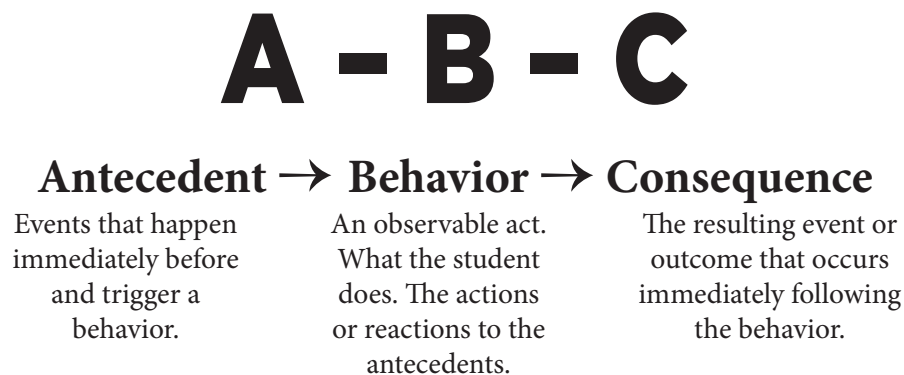 A - B - C
Antecedent → Behavior → Consequence
Events that happen
immediately before
and trigger a
behavior.
An observable act.
What the student
does. The actions
or reactions to the
antecedents.
The resulting event or
outcome that occurs
immediately following
the behavior.